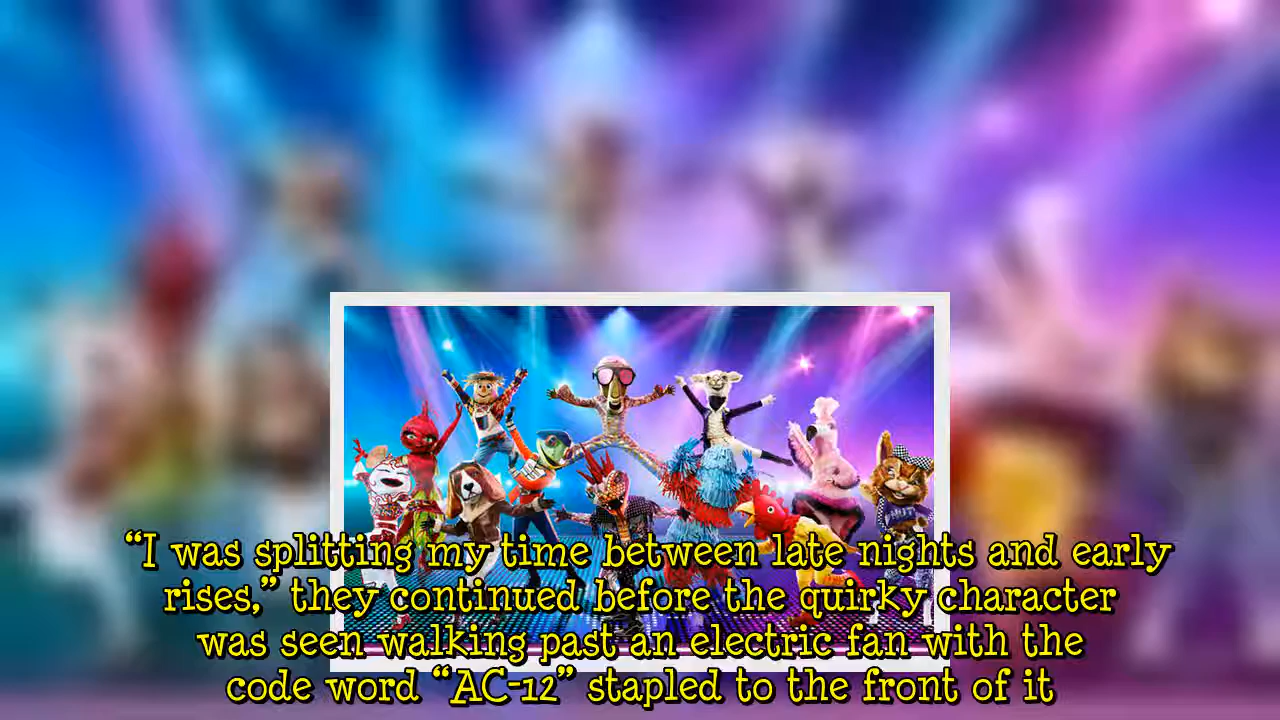 “I was splitting my time between late nights and early
rises,” they continued before the quirky character
was seen walking past an electric fan with the
code word “AC-12” stapled to the front of it